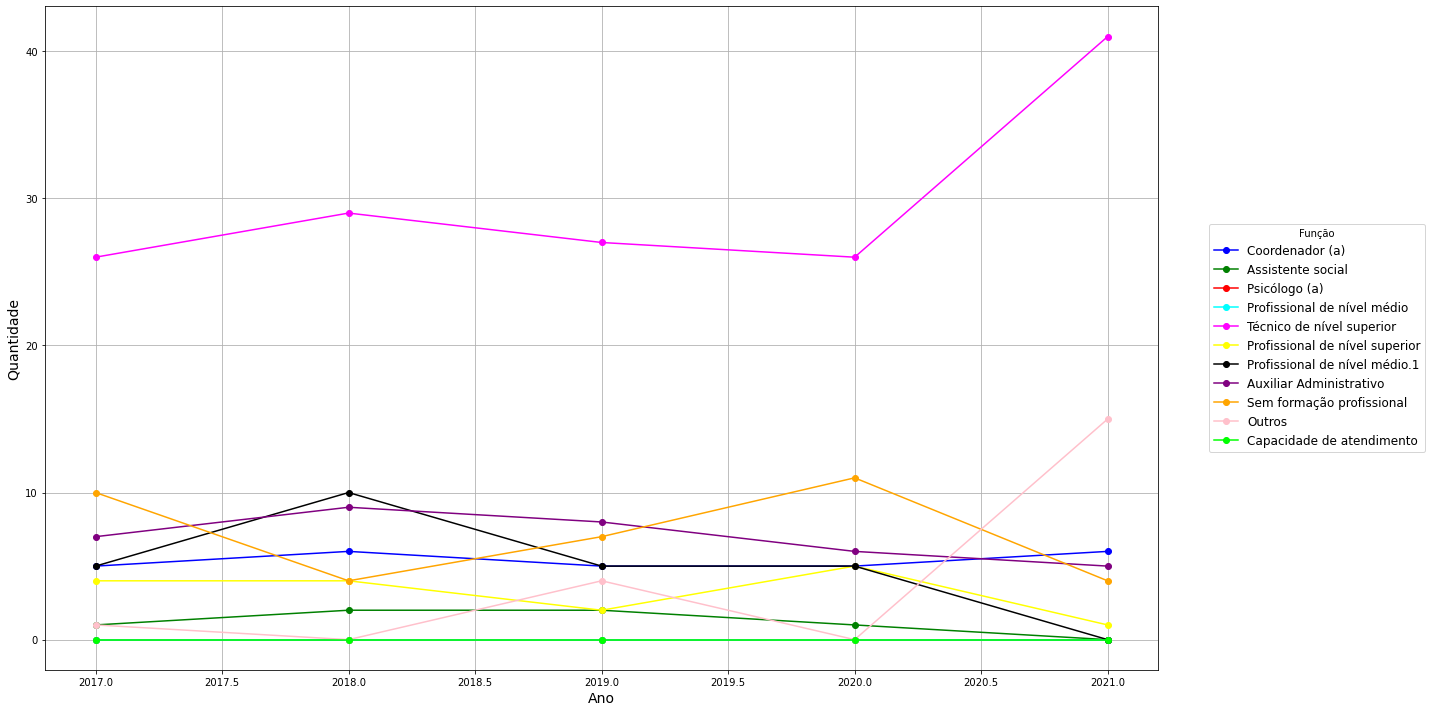 40
30
20
10
0
Quantidade
2017.0 2017.5 2018.0 2018.5 2019.0 2019.5 2020.0 2020.5 2021.0
Ano
Função
Coordenador (a)
Assistente social
Psicólogo (a)
Profissional de nível médio
Técnico de nível superior
Profissional de nível superior
Profissional de nível médio.1
Auxiliar Administrativo
Sem formação profissional
Outros
Capacidade de atendimento